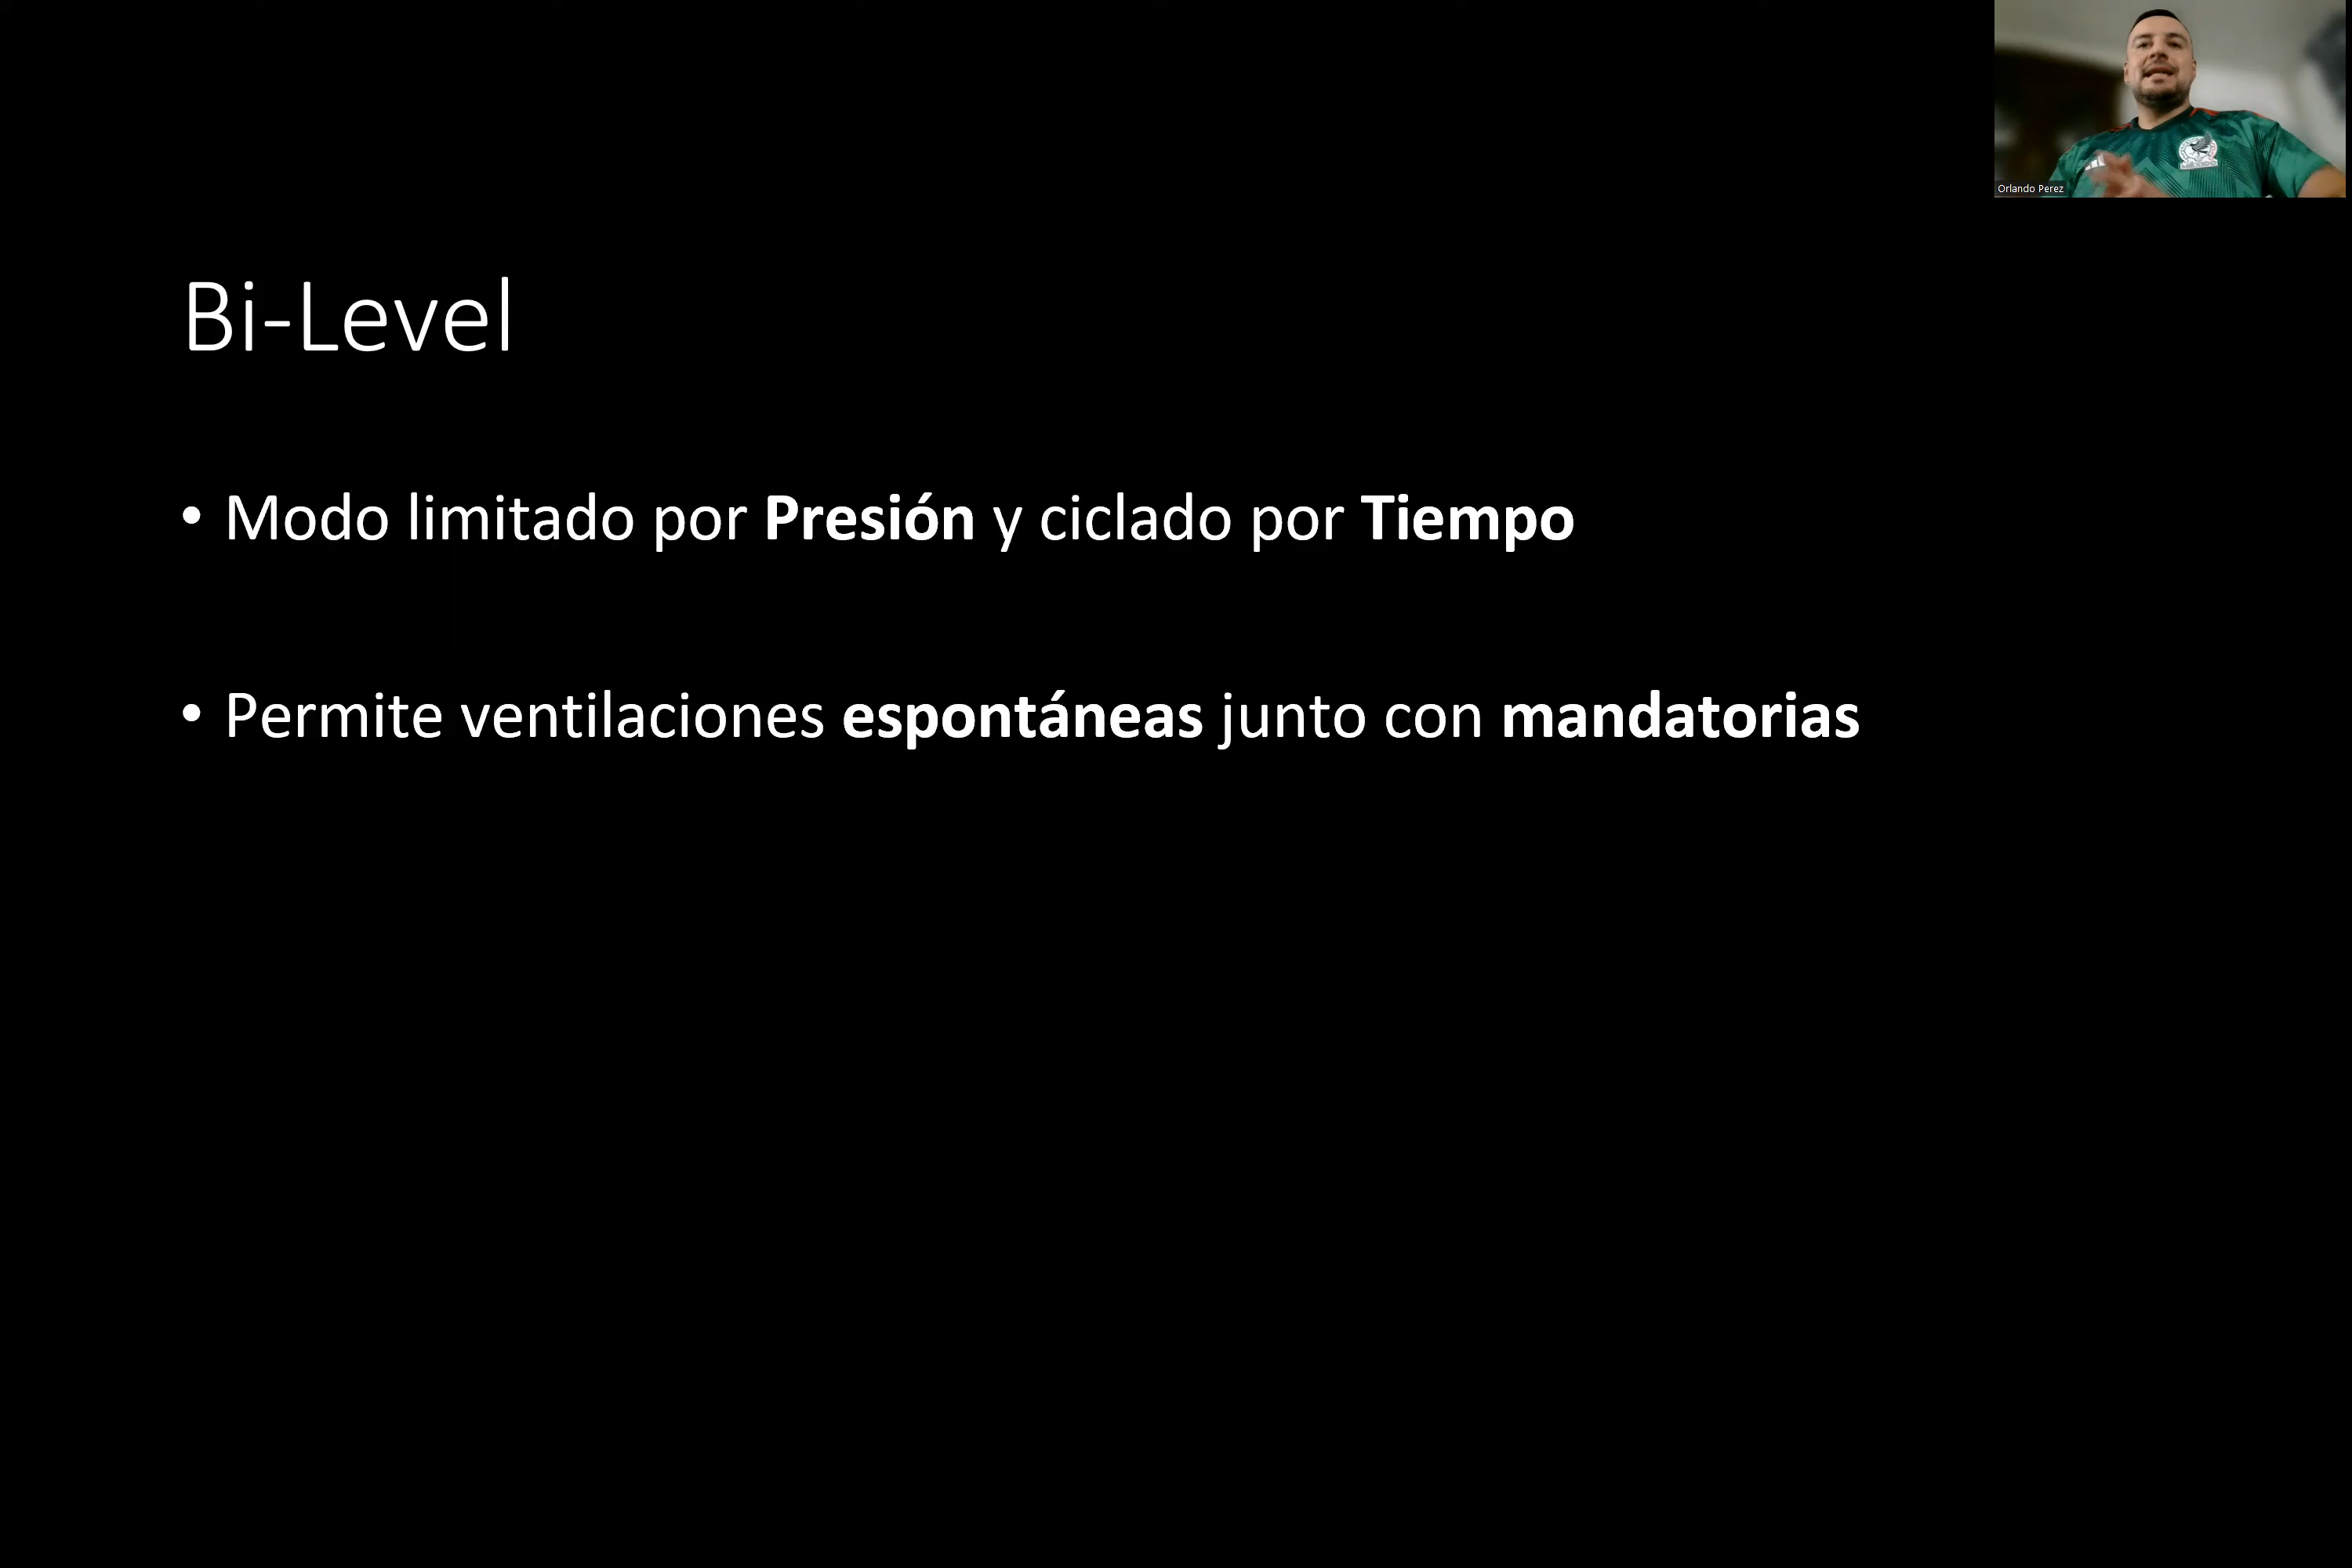 Orlando Perez
Bi-Level
• Modo limitado por Presión y ciclado por Tiempo
• Permite ventilaciones espontáneas junto con mandatorias